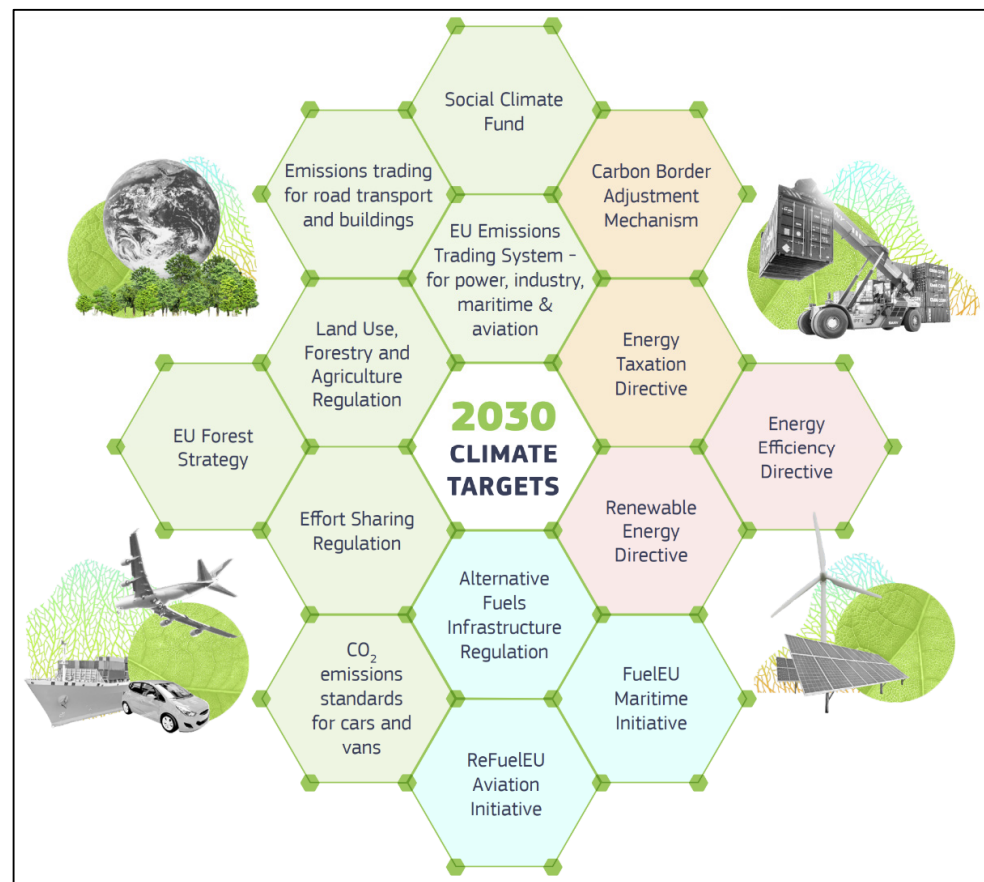 Social Climate
Fund
Emissions trading
for road transport
and buildings
Carbon Border
Adjustment
Mechanism
EU Emissions
Trading System –
for power, industry,
maritime &
aviation
Land Use,
Forestry and
Agriculture
Regulation
Energy
Taxation
Directive
EU Forest
Strategy
2030
CLIMATE
TARGETS
Energy
Efficiency
Directive
Effort Sharing
Regulation
Renewable
Energy
Directive
Alternative
Fuels
Infrastructure
Regulation
CO₂
emissions
standards
for cars and
vans
FuelEU
Maritime
Initiative
ReFuelEU
Aviation
Initiative